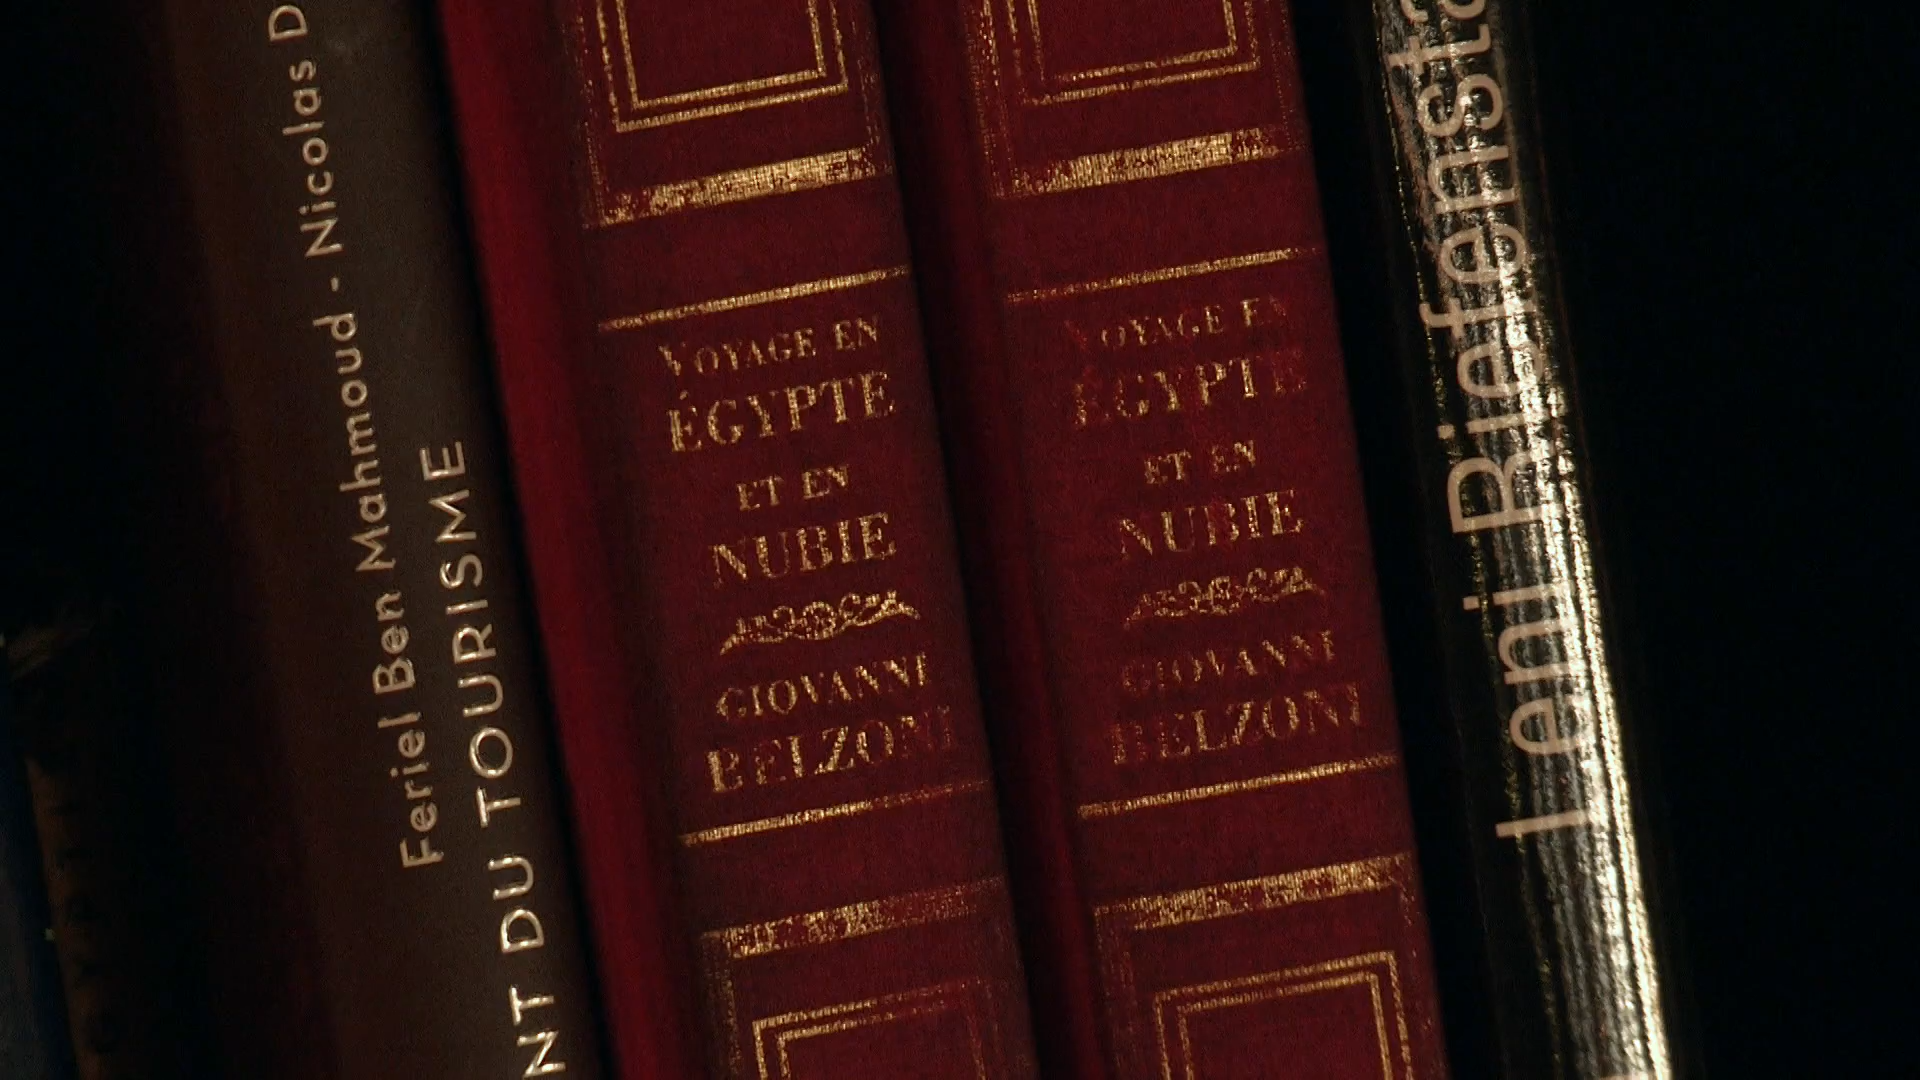 Feriel Ben Mahmoud - Nicolas D
NT DU TOURISME
VOYAGE EN
ÉGYPTE
ET EN
NUBIE
GIOVANNI
BELZONI
VOYAGE EN
ÉGYPTE
ET EN
NUBIE
GIOVANNI
BELZONI
Leni Riefensta